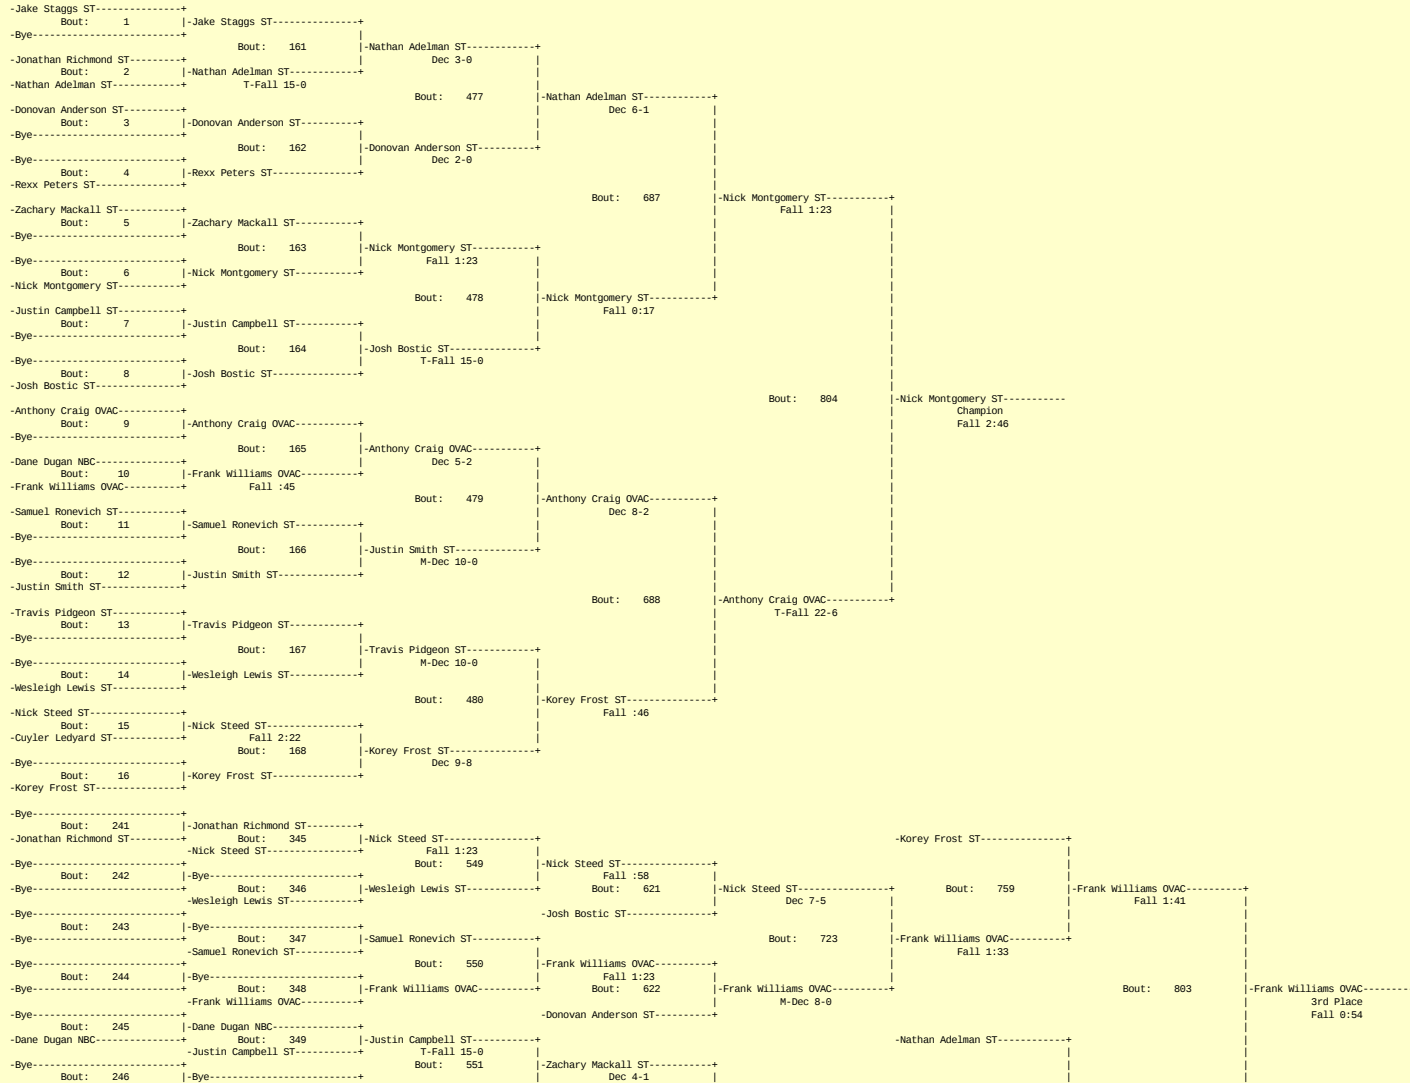 -Jake Staggs ST---------------+
Bout: 1 |-Jake Staggs ST---------------+
-Bye--------------------------+ |
Bout: 161 |-Nathan Adelman ST------------+
-Jonathan Richmond ST---------+ | Dec 3-0 |
Bout: 2 |-Nathan Adelman ST------------+ |
-Nathan Adelman ST------------+ T-Fall 15-0 |
Bout: 477 |-Nathan Adelman ST------------+
-Donovan Anderson ST----------+ | Dec 6-1 |
Bout: 3 |-Donovan Anderson ST----------+ | |
-Bye--------------------------+ | | |
Bout: 162 |-Donovan Anderson ST----------+ |
-Bye--------------------------+ | Dec 2-0 |
Bout: 4 |-Rexx Peters ST---------------+ |
-Rexx Peters ST---------------+ |
Bout: 687 |-Nick Montgomery ST-----------+
-Zachary Mackall ST-----------+ | Fall 1:23 |
Bout: 5 |-Zachary Mackall ST-----------+ | |
-Bye--------------------------+ | | |
Bout: 163 |-Nick Montgomery ST-----------+ | |
-Bye--------------------------+ | Fall 1:23 | | |
Bout: 6 |-Nick Montgomery ST-----------+ | | |
-Nick Montgomery ST-----------+ | | |
Bout: 478 |-Nick Montgomery ST-----------+ |
-Justin Campbell ST-----------+ | Fall 0:17 |
Bout: 7 |-Justin Campbell ST-----------+ | |
-Bye--------------------------+ | | |
Bout: 164 |-Josh Bostic ST---------------+ |
-Bye--------------------------+ | T-Fall 15-0 |
Bout: 8 |-Josh Bostic ST---------------+ |
-Josh Bostic ST---------------+ |
Bout: 804 |-Nick Montgomery ST-----------
-Anthony Craig OVAC-----------+ | Champion
Bout: 9 |-Anthony Craig OVAC-----------+ | Fall 2:46
-Bye--------------------------+ | |
Bout: 165 |-Anthony Craig OVAC-----------+ |
-Dane Dugan NBC---------------+ | Dec 5-2 | |
Bout: 10 |-Frank Williams OVAC----------+ | |
-Frank Williams OVAC----------+ Fall :45 | |
Bout: 479 |-Anthony Craig OVAC-----------+ |
-Samuel Ronevich ST-----------+ | Dec 8-2 | |
Bout: 11 |-Samuel Ronevich ST-----------+ | | |
-Bye--------------------------+ | | | |
Bout: 166 |-Justin Smith ST--------------+ | |
-Bye--------------------------+ | M-Dec 10-0 | |
Bout: 12 |-Justin Smith ST--------------+ | |
-Justin Smith ST--------------+ | |
Bout: 688 |-Anthony Craig OVAC-----------+
-Travis Pidgeon ST------------+ | T-Fall 22-6
Bout: 13 |-Travis Pidgeon ST------------+ |
-Bye--------------------------+ | |
Bout: 167 |-Travis Pidgeon ST------------+ |
-Bye--------------------------+ | M-Dec 10-0 | |
Bout: 14 |-Wesleigh Lewis ST------------+ | |
-Wesleigh Lewis ST------------+ | |
Bout: 480 |-Korey Frost ST---------------+
-Nick Steed ST----------------+ | Fall :46
Bout: 15 |-Nick Steed ST----------------+ |
-Cuyler Ledyard ST------------+ Fall 2:22 | |
Bout: 168 |-Korey Frost ST---------------+
-Bye--------------------------+ | Dec 9-8
Bout: 16 |-Korey Frost ST---------------+
-Korey Frost ST---------------+
-Bye--------------------------+
Bout: 241 |-Jonathan Richmond ST---------+
-Jonathan Richmond ST---------+ Bout: 345 |-Nick Steed ST----------------+ -Korey Frost ST---------------+
-Nick Steed ST----------------+ Fall 1:23 | |
-Bye--------------------------+ Bout: 549 |-Nick Steed ST----------------+ |
Bout: 242 |-Bye--------------------------+ | Fall :58 | |
-Bye--------------------------+ Bout: 346 |-Wesleigh Lewis ST------------+ Bout: 621 |-Nick Steed ST----------------+ Bout: 759 |-Frank Williams OVAC----------+
-Wesleigh Lewis ST------------+ | Dec 7-5 | | Fall 1:41 |
-Bye--------------------------+ -Josh Bostic ST---------------+ | | |
Bout: 243 |-Bye--------------------------+ | | |
-Bye--------------------------+ Bout: 347 |-Samuel Ronevich ST-----------+ Bout: 723 |-Frank Williams OVAC----------+ |
-Samuel Ronevich ST-----------+ | | Fall 1:33 |
-Bye--------------------------+ Bout: 550 |-Frank Williams OVAC----------+ | |
Bout: 244 |-Bye--------------------------+ | Fall 1:23 | | |
-Bye--------------------------+ Bout: 348 |-Frank Williams OVAC----------+ Bout: 622 |-Frank Williams OVAC----------+ Bout: 803 |-Frank Williams OVAC--------
-Frank Williams OVAC----------+ | M-Dec 8-0 | 3rd Place
-Bye--------------------------+ -Donovan Anderson ST----------+ | Fall 0:54
Bout: 245 |-Dane Dugan NBC---------------+ |
-Dane Dugan NBC---------------+ Bout: 349 |-Justin Campbell ST-----------+ -Nathan Adelman ST------------+ |
-Justin Campbell ST-----------+ T-Fall 15-0 | | |
-Bye--------------------------+ Bout: 551 |-Zachary Mackall ST-----------+ | |
Bout: 246 |-Bye--------------------------+ | Dec 4-1 | | |